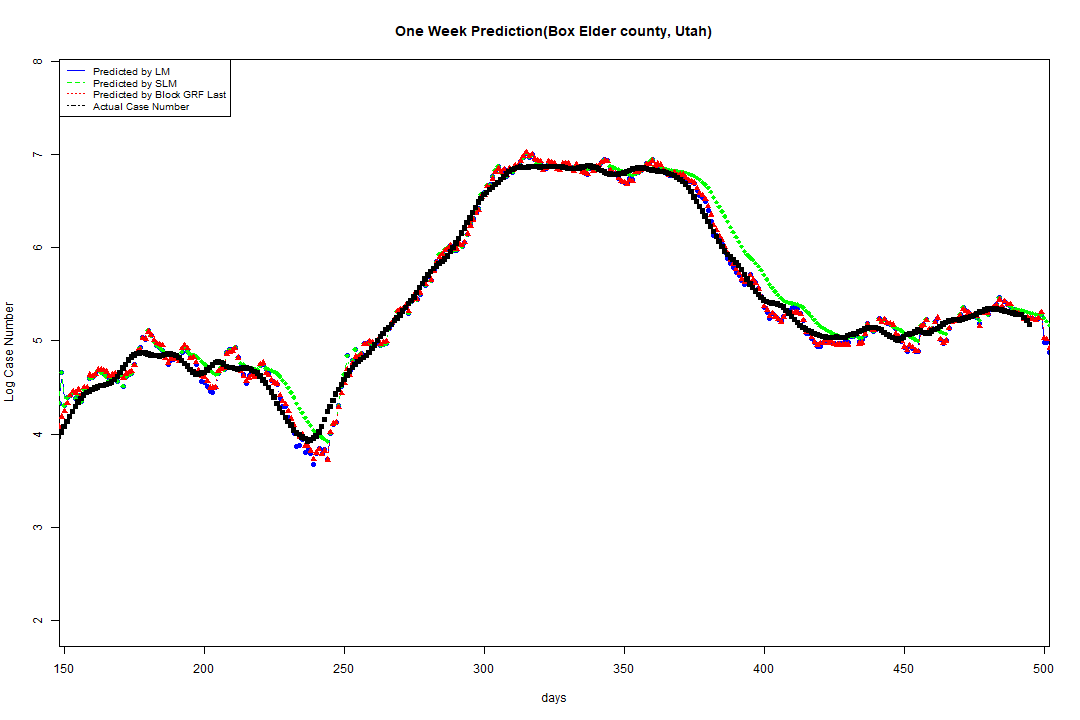 One Week Prediction(Box Elder county, Utah)
Predicted by LM
Predicted by SLM
Predicted by Block GRF Last
Actual Case Number
8
7
6
5
4
3
2
Log Case Number
150 200 250 300 350 400 450 500
days